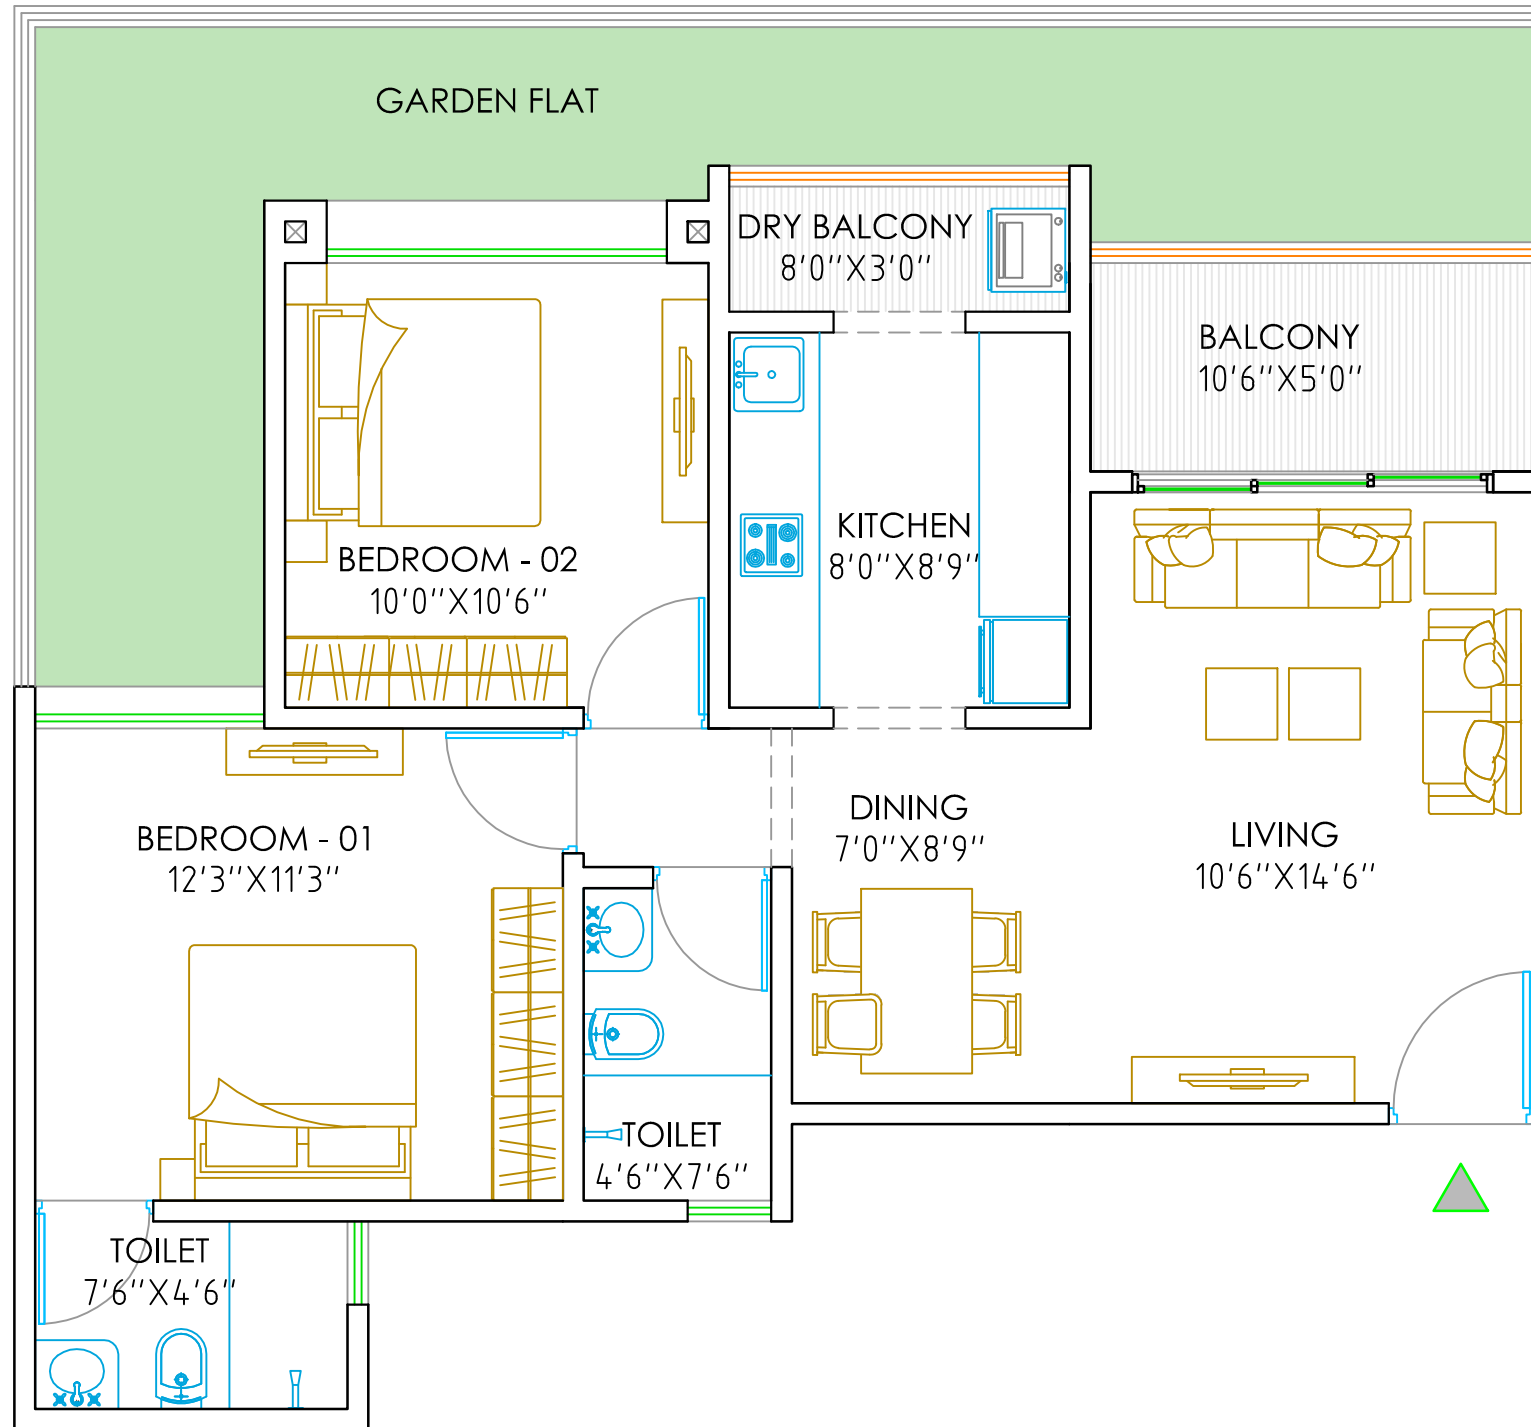 GARDEN FLAT
DRY BALCONY
8'0"X3'0"
BALCONY
10'6"X5'0"
KITCHEN
8'0"X8'9"
BEDROOM - 02
10'0"X10'6"
DINING
7'0"X8'9"
LIVING
10'6"X14'6"
BEDROOM - 01
12'3"X11'3"
TOILET
4'6"X7'6"
TOILET
7'6"X4'6"